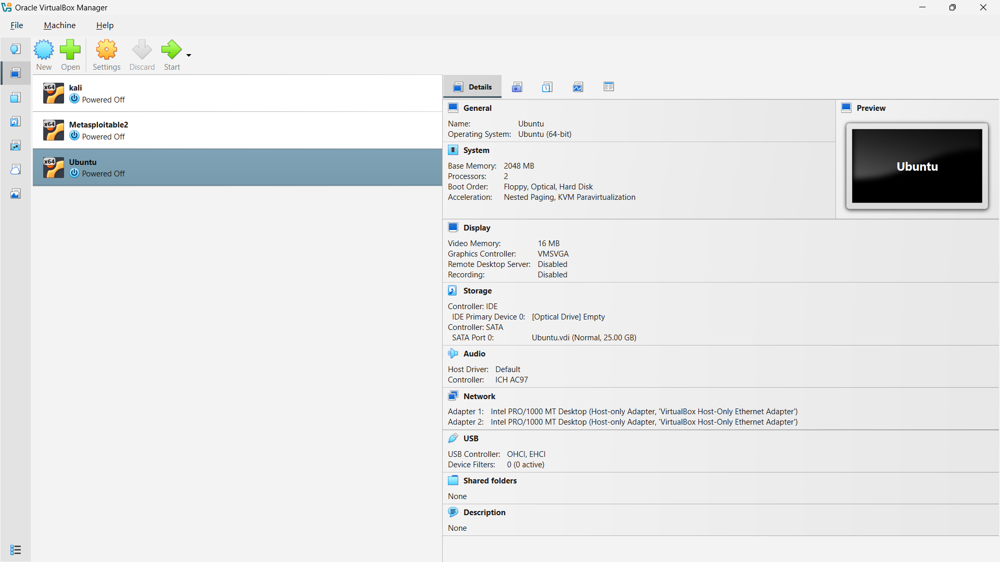 Oracle VirtualBox Manager
File Machine Help
New Open Settings Discard Start
x64 kali
Powered Off
x64 Metasploitable2
Powered Off
x64 Ubuntu
Powered Off
Details
General
Name: Ubuntu
Operating System: Ubuntu (64-bit)
Preview
Ubuntu
System
Base Memory: 2048 MB
Processors: 2
Boot Order: Floppy, Optical, Hard Disk
Acceleration: Nested Paging, KVM Paravirtualization
Display
Video Memory: 16 MB
Graphics Controller: VMSVGA
Remote Desktop Server: Disabled
Recording: Disabled
Storage
Controller: IDE
IDE Primary Device 0: [Optical Drive] Empty
Controller: SATA
SATA Port 0: Ubuntu.vdi (Normal, 25.00 GB)
Audio
Host Driver: Default
Controller: ICH AC97
Network
Adapter 1: Intel PRO/1000 MT Desktop (Host-only Adapter, 'VirtualBox Host-Only Ethernet Adapter')
Adapter 2: Intel PRO/1000 MT Desktop (Host-only Adapter, 'VirtualBox Host-Only Ethernet Adapter')
USB
USB Controller: OHCI, EHCI
Device Filters: 0 (0 active)
Shared folders
None
Description
None